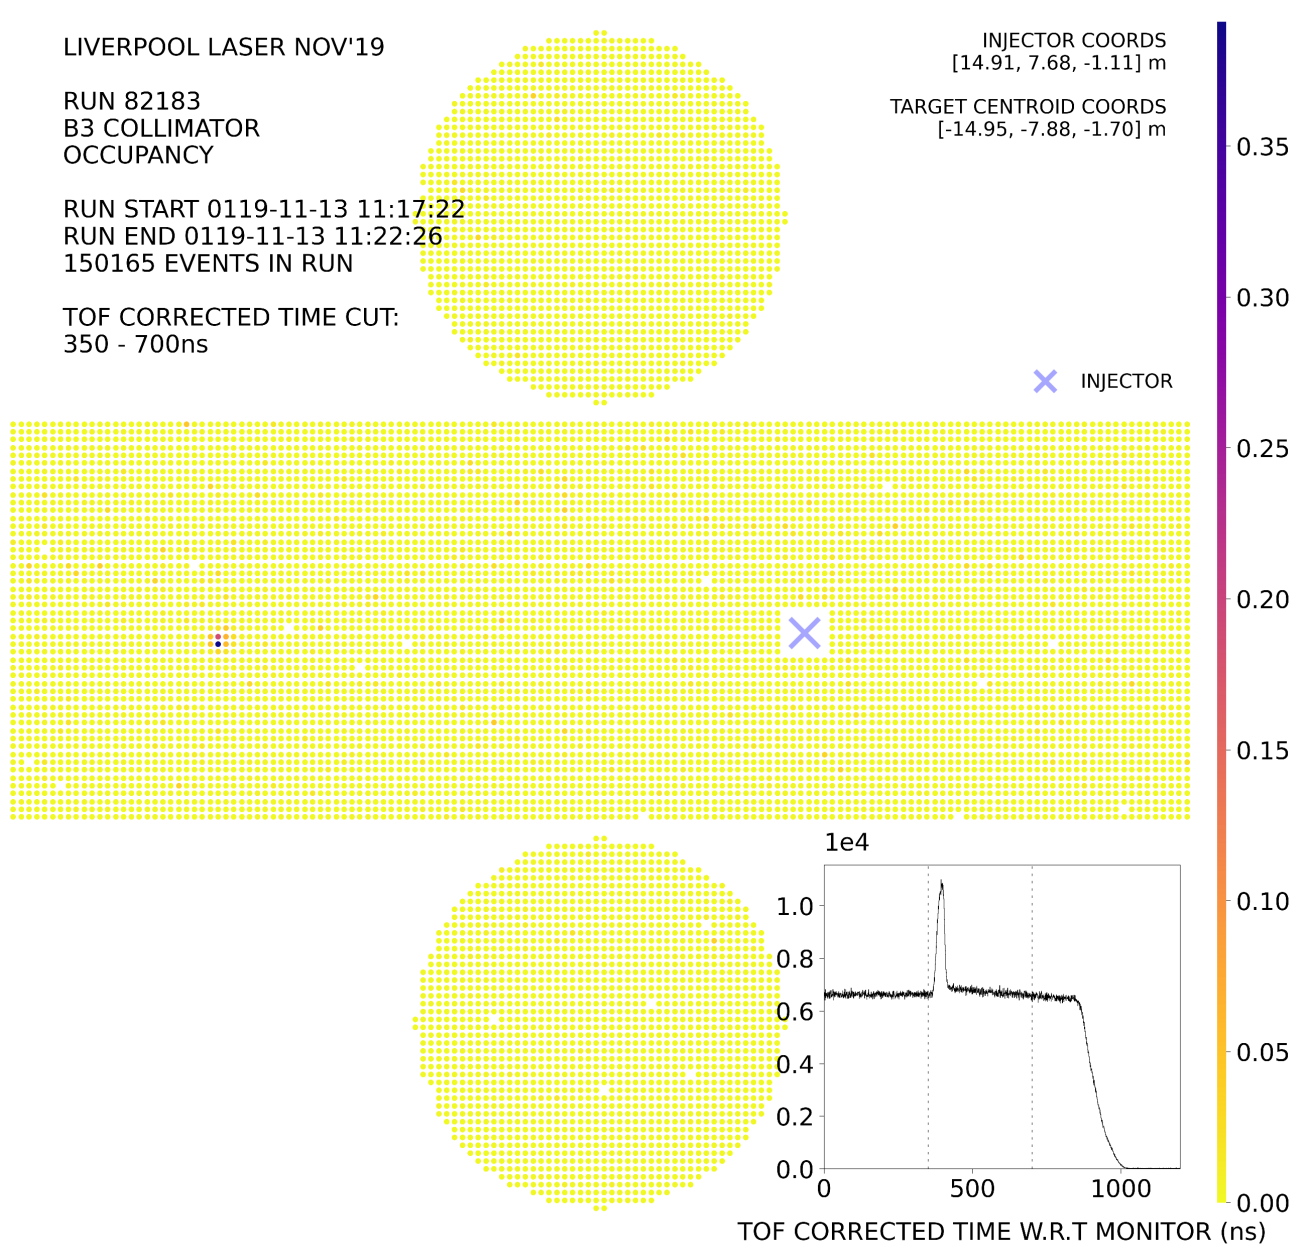 LIVERPOOL LASER NOV'19
RUN 82183
B3 COLLIMATOR
OCCUPANCY
RUN START 0119-11-13 11:17:22
RUN END 0119-11-13 11:22:26
150165 EVENTS IN RUN
TOF CORRECTED TIME CUT:
350 - 700ns
INJECTOR COORDS
[14.91, 7.68, -1.11] m
TARGET CENTROID COORDS
[-14.95, -7.88, -1.70] m
INJECTOR
0.35
0.30
0.25
0.20
0.15
0.10
0.05
0.00
1e4
1.0
0.8
0.6
0.4
0.2
0.0
0 500 1000
TOF CORRECTED TIME W.R.T MONITOR (ns)